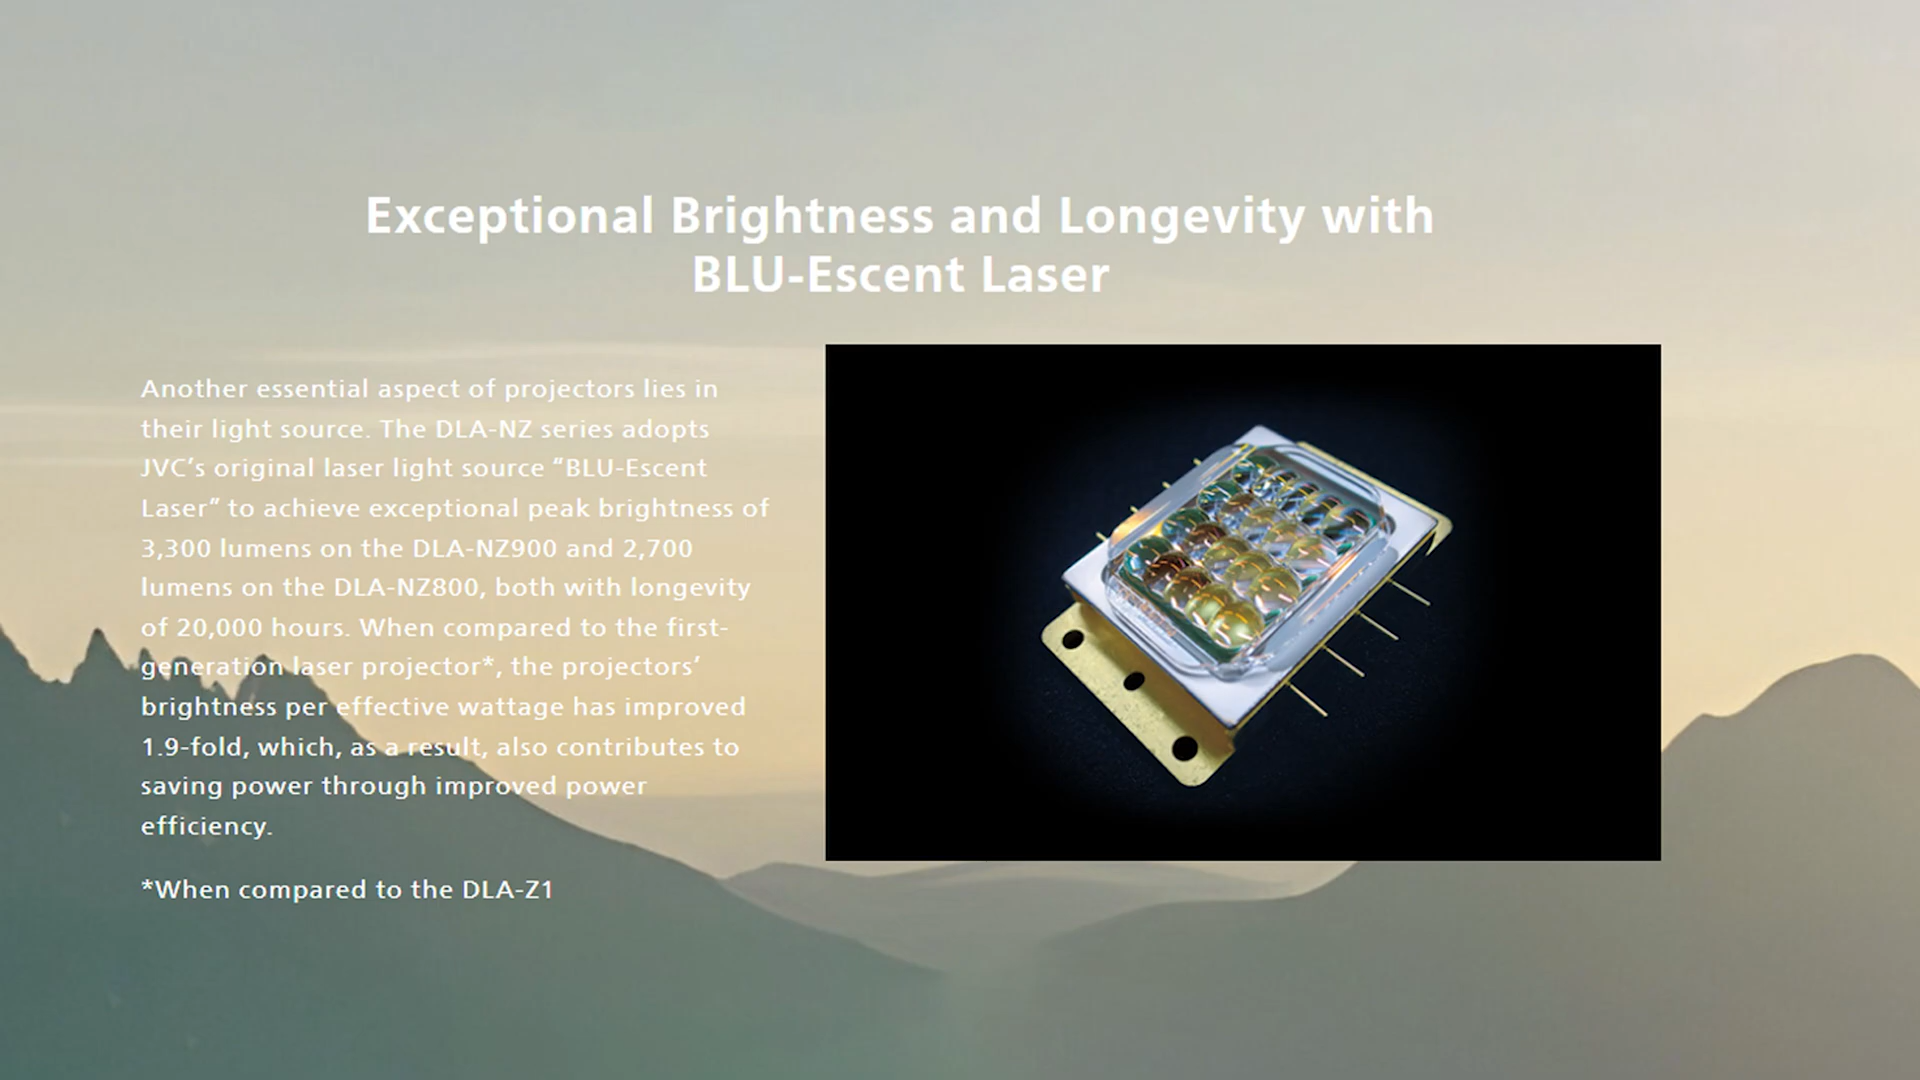 Exceptional Brightness and Longevity with
BLU-Escent Laser
Another essential aspect of projectors lies in
their light source. The DLA-NZ series adopts
JVC’s original laser light source “BLU-Escent
Laser” to achieve exceptional peak brightness of
3,300 lumens on the DLA-NZ900 and 2,700
lumens on the DLA-NZ800, both with longevity
of 20,000 hours. When compared to the first-
generation laser projector*, the projectors’
brightness per effective wattage has improved
1.9-fold, which, as a result, also contributes to
saving power through improved power
efficiency.
*When compared to the DLA-Z1